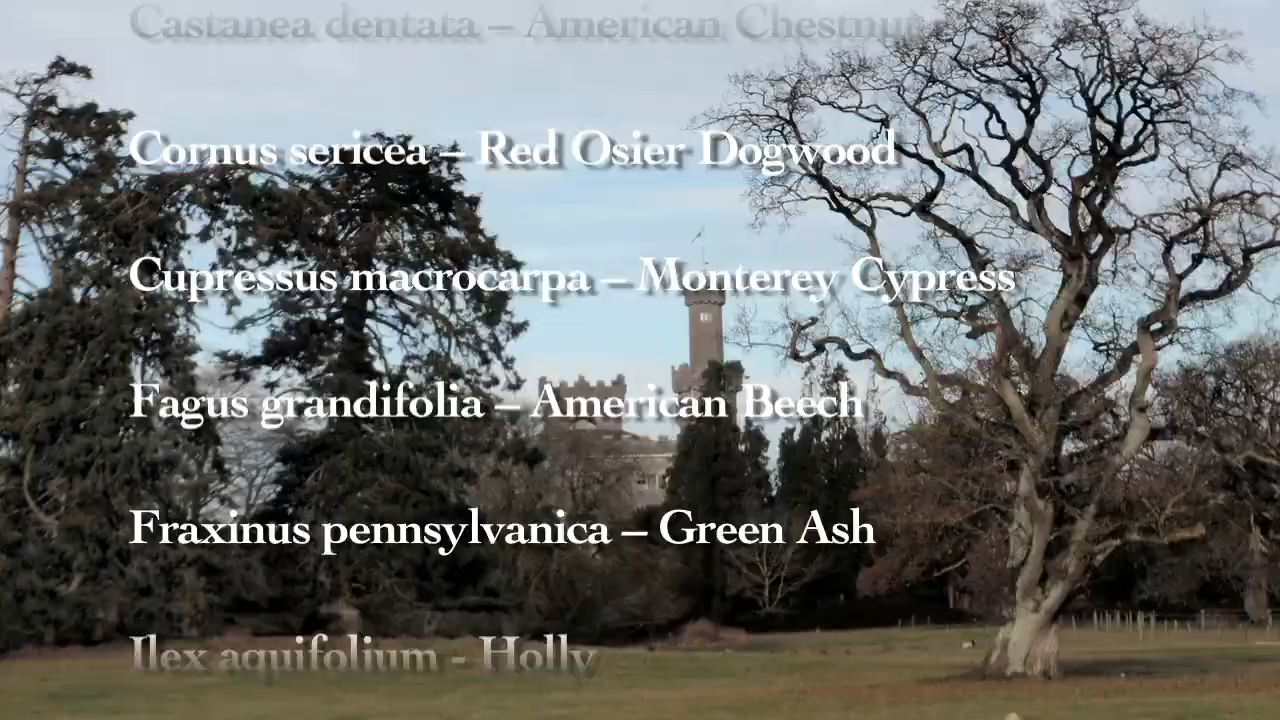 Castanea dentata – American Chestnut
Cornus sericea – Red Osier Dogwood
Cupressus macrocarpa – Monterey Cypress
Fagus grandifolia – American Beech
Fraxinus pennsylvanica – Green Ash
Ilex aquifolium - Holly